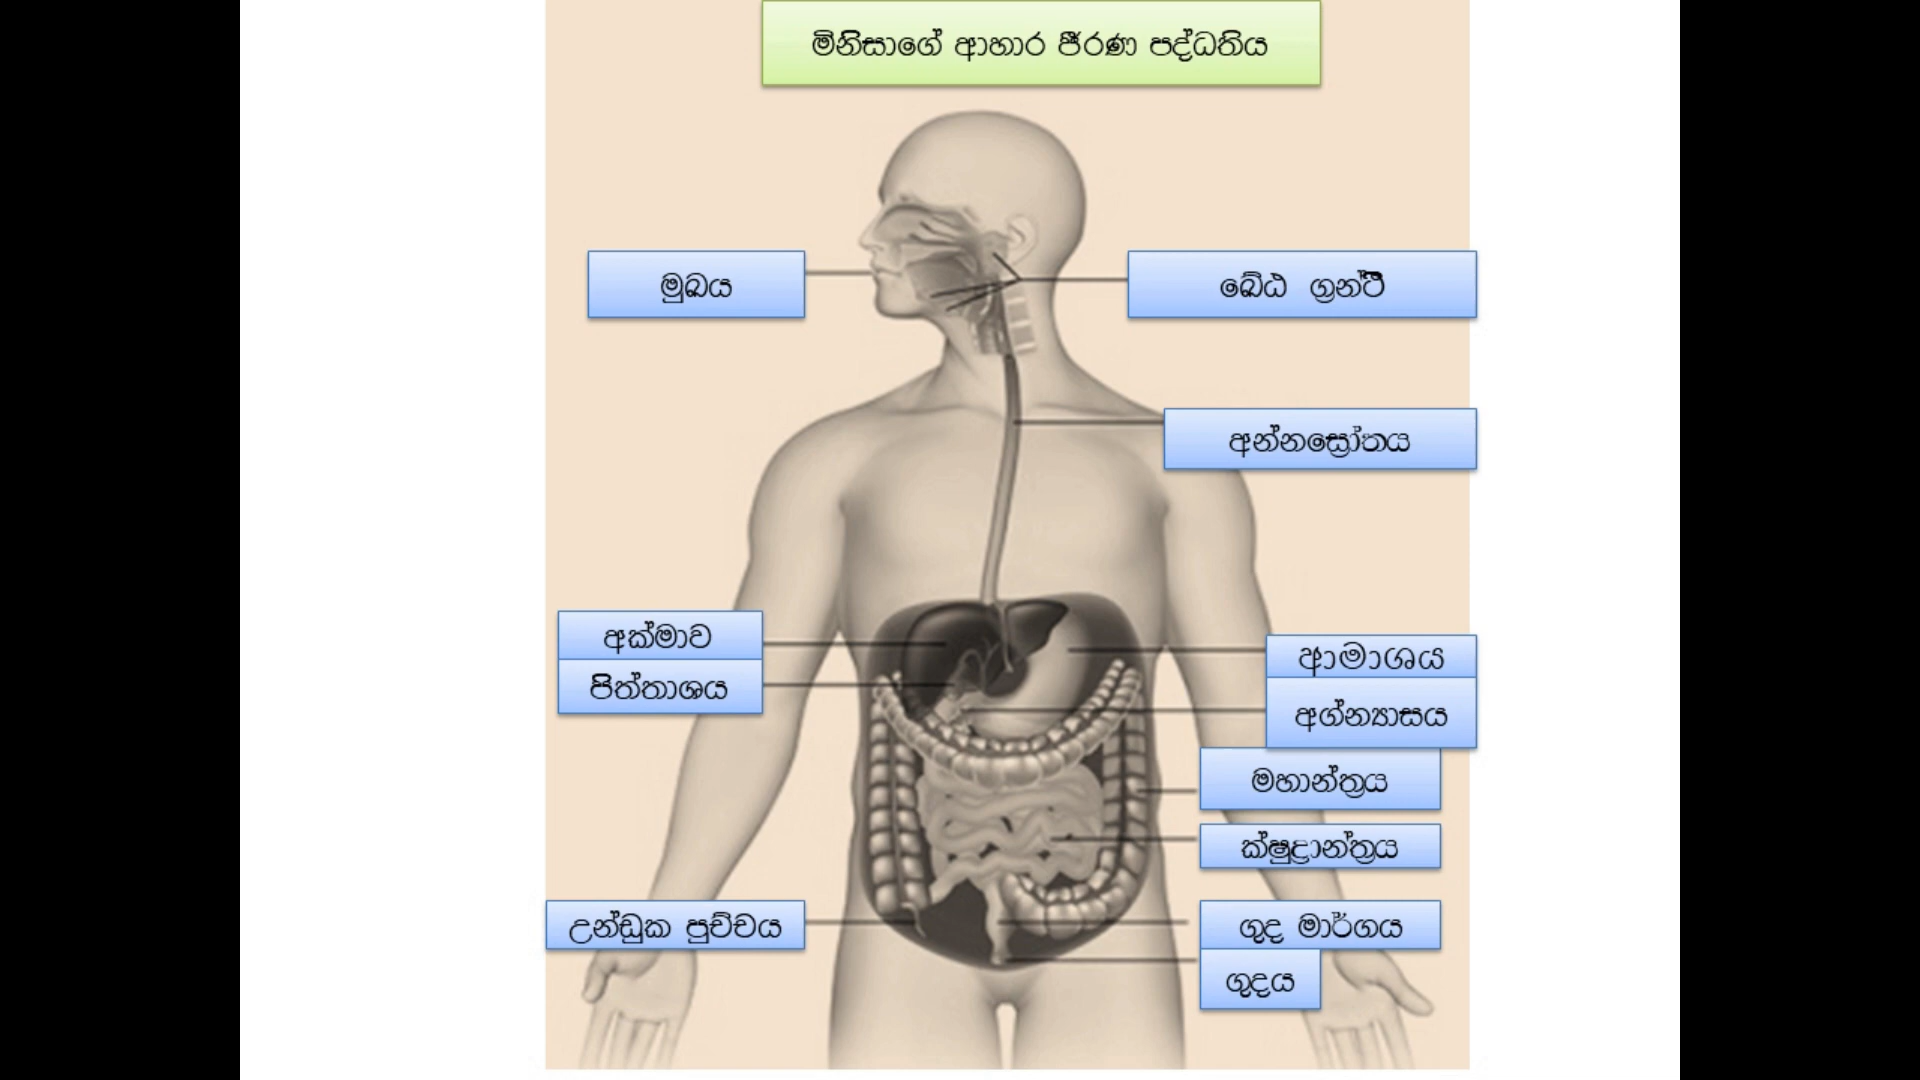 මිනිසාගේ ආහාර ජීරණ පද්ධතිය
මුඛය
ඛේඨ ග්‍රන්ථි
අන්නස්‍රෝතය
අක්මාව
පිත්තාශය
ආමාශය
අග්න්‍යාසය
මහාන්ත්‍රය
ක්ෂුද්‍රාන්ත්‍රය
උන්ඩුක පුච්චය
ගුද මාර්ගය
ගුදය